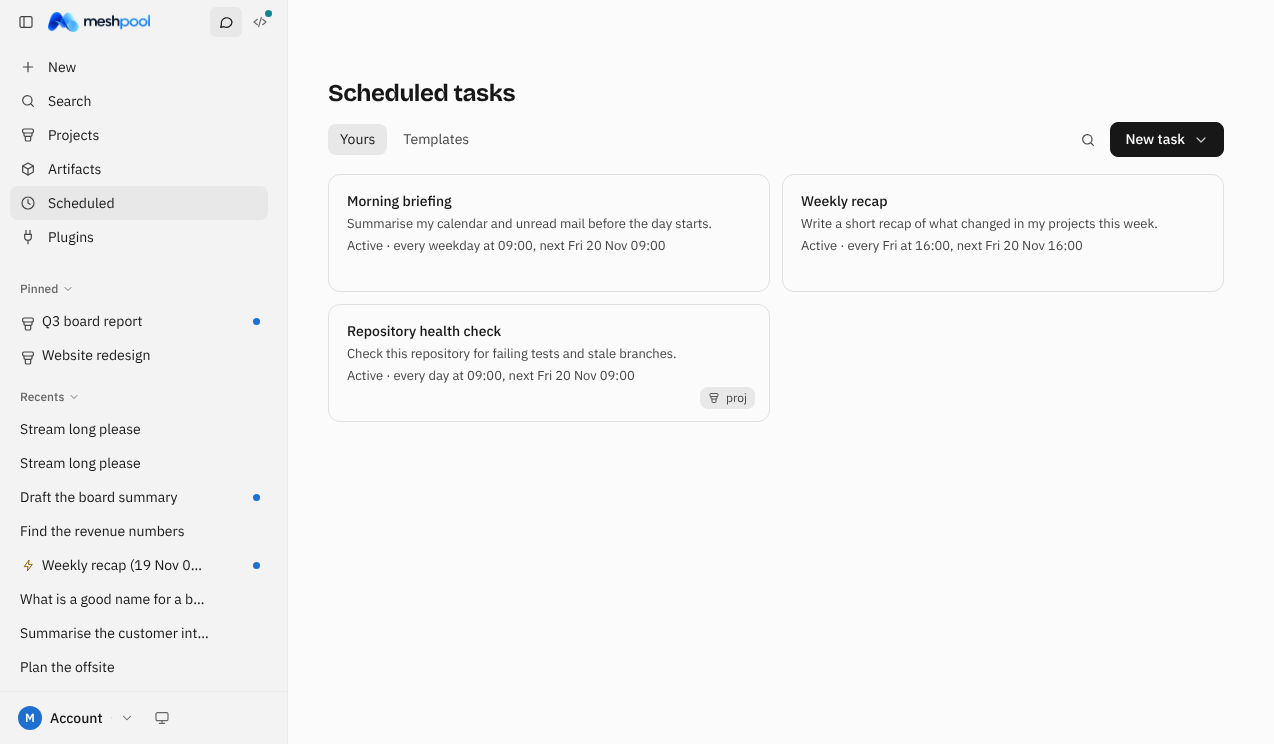 meshpool
New
Search
Projects
Artifacts
Scheduled
Plugins
Pinned
Q3 board report
Website redesign
Recents
Stream long please
Stream long please
Draft the board summary
Find the revenue numbers
Weekly recap (19 Nov 0...
What is a good name for a b...
Summarise the customer int...
Plan the offsite
M Account
Scheduled tasks
Yours Templates
New task
Morning briefing
Summarise my calendar and unread mail before the day starts.
Active · every weekday at 09:00, next Fri 20 Nov 09:00
Weekly recap
Write a short recap of what changed in my projects this week.
Active · every Fri at 16:00, next Fri 20 Nov 16:00
Repository health check
Check this repository for failing tests and stale branches.
Active · every day at 09:00, next Fri 20 Nov 09:00
proj